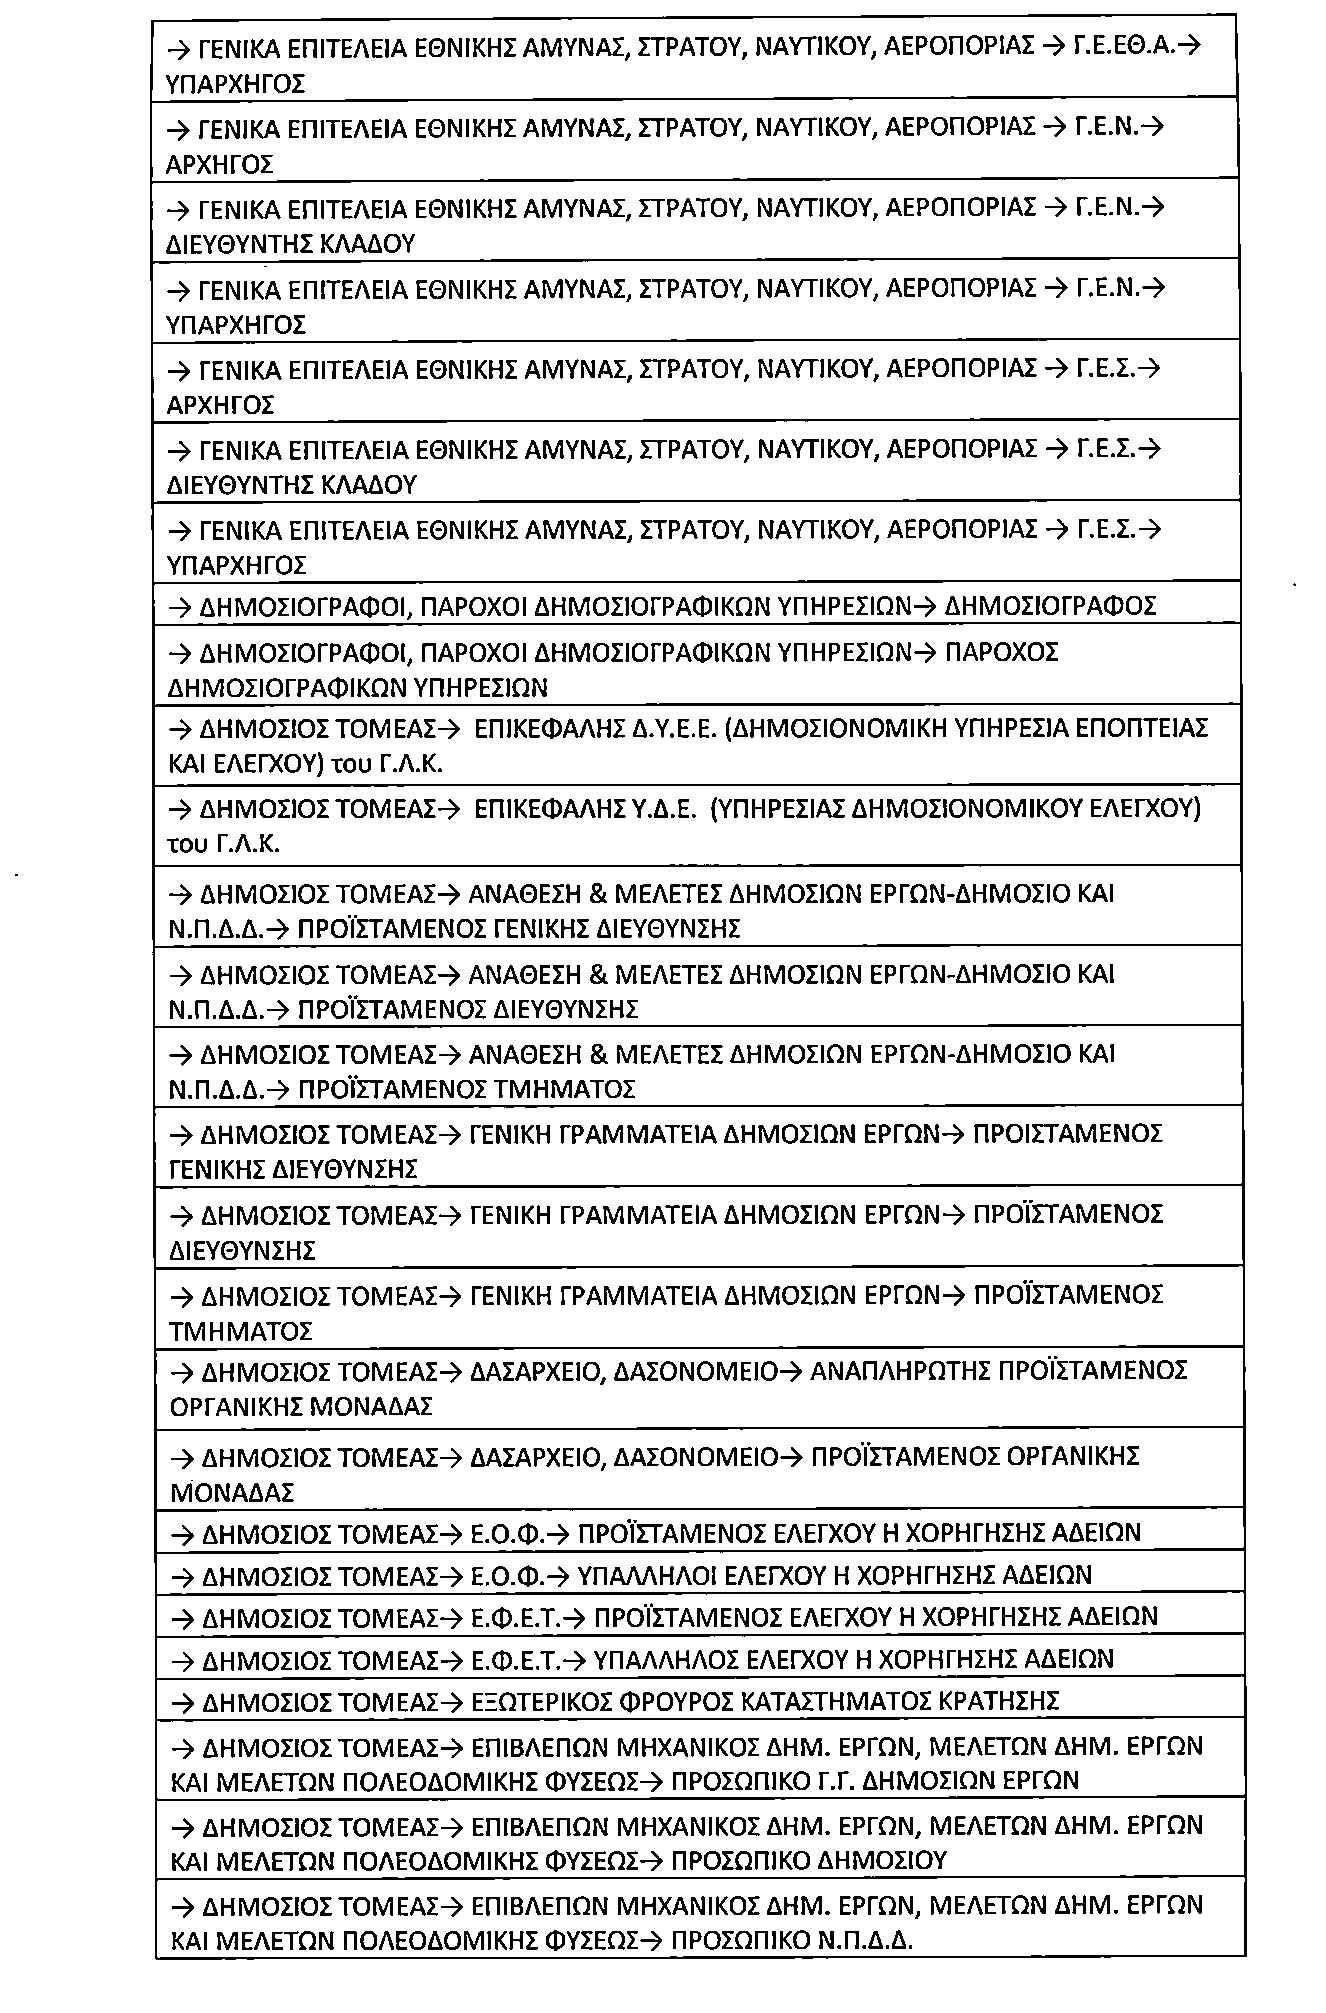 → ΓΕΝΙΚΑ ΕΠΙΤΕΛΕΙΑ ΕΘΝΙΚΗΣ ΑΜΥΝΑΣ, ΣΤΡΑΤΟΥ, ΝΑΥΤΙΚΟΥ, ΑΕΡΟΠΟΡΙΑΣ → Γ.Ε.ΕΘ.Α.→
ΥΠΑΡΧΗΓΟΣ
→ ΓΕΝΙΚΑ ΕΠΙΤΕΛΕΙΑ ΕΘΝΙΚΗΣ ΑΜΥΝΑΣ, ΣΤΡΑΤΟΥ, ΝΑΥΤΙΚΟΥ, ΑΕΡΟΠΟΡΙΑΣ → Γ.Ε.Ν.→
ΑΡΧΗΓΟΣ
→ ΓΕΝΙΚΑ ΕΠΙΤΕΛΕΙΑ ΕΘΝΙΚΗΣ ΑΜΥΝΑΣ, ΣΤΡΑΤΟΥ, ΝΑΥΤΙΚΟΥ, ΑΕΡΟΠΟΡΙΑΣ → Γ.Ε.Ν.→
ΔΙΕΥΘΥΝΤΗΣ ΚΛΑΔΟΥ
→ ΓΕΝΙΚΑ ΕΠΙΤΕΛΕΙΑ ΕΘΝΙΚΗΣ ΑΜΥΝΑΣ, ΣΤΡΑΤΟΥ, ΝΑΥΤΙΚΟΥ, ΑΕΡΟΠΟΡΙΑΣ → Γ.Ε.Ν.→
ΥΠΑΡΧΗΓΟΣ
→ ΓΕΝΙΚΑ ΕΠΙΤΕΛΕΙΑ ΕΘΝΙΚΗΣ ΑΜΥΝΑΣ, ΣΤΡΑΤΟΥ, ΝΑΥΤΙΚΟΥ, ΑΕΡΟΠΟΡΙΑΣ → Γ.Ε.Σ.→
ΑΡΧΗΓΟΣ
→ ΓΕΝΙΚΑ ΕΠΙΤΕΛΕΙΑ ΕΘΝΙΚΗΣ ΑΜΥΝΑΣ, ΣΤΡΑΤΟΥ, ΝΑΥΤΙΚΟΥ, ΑΕΡΟΠΟΡΙΑΣ → Γ.Ε.Σ.→
ΔΙΕΥΘΥΝΤΗΣ ΚΛΑΔΟΥ
→ ΓΕΝΙΚΑ ΕΠΙΤΕΛΕΙΑ ΕΘΝΙΚΗΣ ΑΜΥΝΑΣ, ΣΤΡΑΤΟΥ, ΝΑΥΤΙΚΟΥ, ΑΕΡΟΠΟΡΙΑΣ → Γ.Ε.Σ.→
ΥΠΑΡΧΗΓΟΣ
→ ΔΗΜΟΣΙΟΓΡΑΦΟΙ, ΠΑΡΟΧΟΙ ΔΗΜΟΣΙΟΓΡΑΦΙΚΩΝ ΥΠΗΡΕΣΙΩΝ→ ΔΗΜΟΣΙΟΓΡΑΦΟΣ
→ ΔΗΜΟΣΙΟΓΡΑΦΟΙ, ΠΑΡΟΧΟΙ ΔΗΜΟΣΙΟΓΡΑΦΙΚΩΝ ΥΠΗΡΕΣΙΩΝ→ ΠΑΡΟΧΟΣ
ΔΗΜΟΣΙΟΓΡΑΦΙΚΩΝ ΥΠΗΡΕΣΙΩΝ
→ ΔΗΜΟΣΙΟΣ ΤΟΜΕΑΣ→ ΕΠΙΚΕΦΑΛΗΣ Δ.Υ.Ε.Ε. (ΔΗΜΟΣΙΟΝΟΜΙΚΗ ΥΠΗΡΕΣΙΑ ΕΠΟΠΤΕΙΑΣ
ΚΑΙ ΕΛΕΓΧΟΥ) του Γ.Λ.Κ.
→ ΔΗΜΟΣΙΟΣ ΤΟΜΕΑΣ→ ΕΠΙΚΕΦΑΛΗΣ Υ.Δ.Ε. (ΥΠΗΡΕΣΙΑΣ ΔΗΜΟΣΙΟΝΟΜΙΚΟΥ ΕΛΕΓΧΟΥ)
του Γ.Λ.Κ.
→ ΔΗΜΟΣΙΟΣ ΤΟΜΕΑΣ→ ΑΝΑΘΕΣΗ & ΜΕΛΕΤΕΣ ΔΗΜΟΣΙΩΝ ΕΡΓΩΝ-ΔΗΜΟΣΙΟ ΚΑΙ
Ν.Π.Δ.Δ.→ ΠΡΟΪΣΤΑΜΕΝΟΣ ΓΕΝΙΚΗΣ ΔΙΕΥΘΥΝΣΗΣ
→ ΔΗΜΟΣΙΟΣ ΤΟΜΕΑΣ→ ΑΝΑΘΕΣΗ & ΜΕΛΕΤΕΣ ΔΗΜΟΣΙΩΝ ΕΡΓΩΝ-ΔΗΜΟΣΙΟ ΚΑΙ
Ν.Π.Δ.Δ.→ ΠΡΟΪΣΤΑΜΕΝΟΣ ΔΙΕΥΘΥΝΣΗΣ
→ ΔΗΜΟΣΙΟΣ ΤΟΜΕΑΣ→ ΑΝΑΘΕΣΗ & ΜΕΛΕΤΕΣ ΔΗΜΟΣΙΩΝ ΕΡΓΩΝ-ΔΗΜΟΣΙΟ ΚΑΙ
Ν.Π.Δ.Δ.→ ΠΡΟΪΣΤΑΜΕΝΟΣ ΤΜΗΜΑΤΟΣ
→ ΔΗΜΟΣΙΟΣ ΤΟΜΕΑΣ→ ΓΕΝΙΚΗ ΓΡΑΜΜΑΤΕΙΑ ΔΗΜΟΣΙΩΝ ΕΡΓΩΝ→ ΠΡΟΙΣΤΑΜΕΝΟΣ
ΓΕΝΙΚΗΣ ΔΙΕΥΘΥΝΣΗΣ
→ ΔΗΜΟΣΙΟΣ ΤΟΜΕΑΣ→ ΓΕΝΙΚΗ ΓΡΑΜΜΑΤΕΙΑ ΔΗΜΟΣΙΩΝ ΕΡΓΩΝ→ ΠΡΟΪΣΤΑΜΕΝΟΣ
ΔΙΕΥΘΥΝΣΗΣ
→ ΔΗΜΟΣΙΟΣ ΤΟΜΕΑΣ→ ΓΕΝΙΚΗ ΓΡΑΜΜΑΤΕΙΑ ΔΗΜΟΣΙΩΝ ΕΡΓΩΝ→ ΠΡΟΪΣΤΑΜΕΝΟΣ
ΤΜΗΜΑΤΟΣ
→ ΔΗΜΟΣΙΟΣ ΤΟΜΕΑΣ→ ΔΑΣΑΡΧΕΙΟ, ΔΑΣΟΝΟΜΕΙΟ→ ΑΝΑΠΛΗΡΩΤΗΣ ΠΡΟΪΣΤΑΜΕΝΟΣ
ΟΡΓΑΝΙΚΗΣ ΜΟΝΑΔΑΣ
→ ΔΗΜΟΣΙΟΣ ΤΟΜΕΑΣ→ ΔΑΣΑΡΧΕΙΟ, ΔΑΣΟΝΟΜΕΙΟ→ ΠΡΟΪΣΤΑΜΕΝΟΣ ΟΡΓΑΝΙΚΗΣ
ΜΟΝΑΔΑΣ
→ ΔΗΜΟΣΙΟΣ ΤΟΜΕΑΣ→ Ε.Ο.Φ.→ ΠΡΟΪΣΤΑΜΕΝΟΣ ΕΛΕΓΧΟΥ Η ΧΟΡΗΓΗΣΗΣ ΑΔΕΙΩΝ
→ ΔΗΜΟΣΙΟΣ ΤΟΜΕΑΣ→ Ε.Ο.Φ.→ ΥΠΑΛΛΗΛΟΙ ΕΛΕΓΧΟΥ Η ΧΟΡΗΓΗΣΗΣ ΑΔΕΙΩΝ
→ ΔΗΜΟΣΙΟΣ ΤΟΜΕΑΣ→ Ε.Φ.Ε.Τ.→ ΠΡΟΪΣΤΑΜΕΝΟΣ ΕΛΕΓΧΟΥ Η ΧΟΡΗΓΗΣΗΣ ΑΔΕΙΩΝ
→ ΔΗΜΟΣΙΟΣ ΤΟΜΕΑΣ→ Ε.Φ.Ε.Τ.→ ΥΠΑΛΛΗΛΟΣ ΕΛΕΓΧΟΥ Η ΧΟΡΗΓΗΣΗΣ ΑΔΕΙΩΝ
→ ΔΗΜΟΣΙΟΣ ΤΟΜΕΑΣ→ ΕΞΩΤΕΡΙΚΟΣ ΦΡΟΥΡΟΣ ΚΑΤΑΣΤΗΜΑΤΟΣ ΚΡΑΤΗΣΗΣ
→ ΔΗΜΟΣΙΟΣ ΤΟΜΕΑΣ→ ΕΠΙΒΛΕΠΩΝ ΜΗΧΑΝΙΚΟΣ ΔΗΜ. ΕΡΓΩΝ, ΜΕΛΕΤΩΝ ΔΗΜ. ΕΡΓΩΝ
ΚΑΙ ΜΕΛΕΤΩΝ ΠΟΛΕΟΔΟΜΙΚΗΣ ΦΥΣΕΩΣ→ ΠΡΟΣΩΠΙΚΟ Γ.Γ. ΔΗΜΟΣΙΩΝ ΕΡΓΩΝ
→ ΔΗΜΟΣΙΟΣ ΤΟΜΕΑΣ→ ΕΠΙΒΛΕΠΩΝ ΜΗΧΑΝΙΚΟΣ ΔΗΜ. ΕΡΓΩΝ, ΜΕΛΕΤΩΝ ΔΗΜ. ΕΡΓΩΝ
ΚΑΙ ΜΕΛΕΤΩΝ ΠΟΛΕΟΔΟΜΙΚΗΣ ΦΥΣΕΩΣ→ ΠΡΟΣΩΠΙΚΟ ΔΗΜΟΣΙΟΥ
→ ΔΗΜΟΣΙΟΣ ΤΟΜΕΑΣ→ ΕΠΙΒΛΕΠΩΝ ΜΗΧΑΝΙΚΟΣ ΔΗΜ. ΕΡΓΩΝ, ΜΕΛΕΤΩΝ ΔΗΜ. ΕΡΓΩΝ
ΚΑΙ ΜΕΛΕΤΩΝ ΠΟΛΕΟΔΟΜΙΚΗΣ ΦΥΣΕΩΣ→ ΠΡΟΣΩΠΙΚΟ Ν.Π.Δ.Δ.